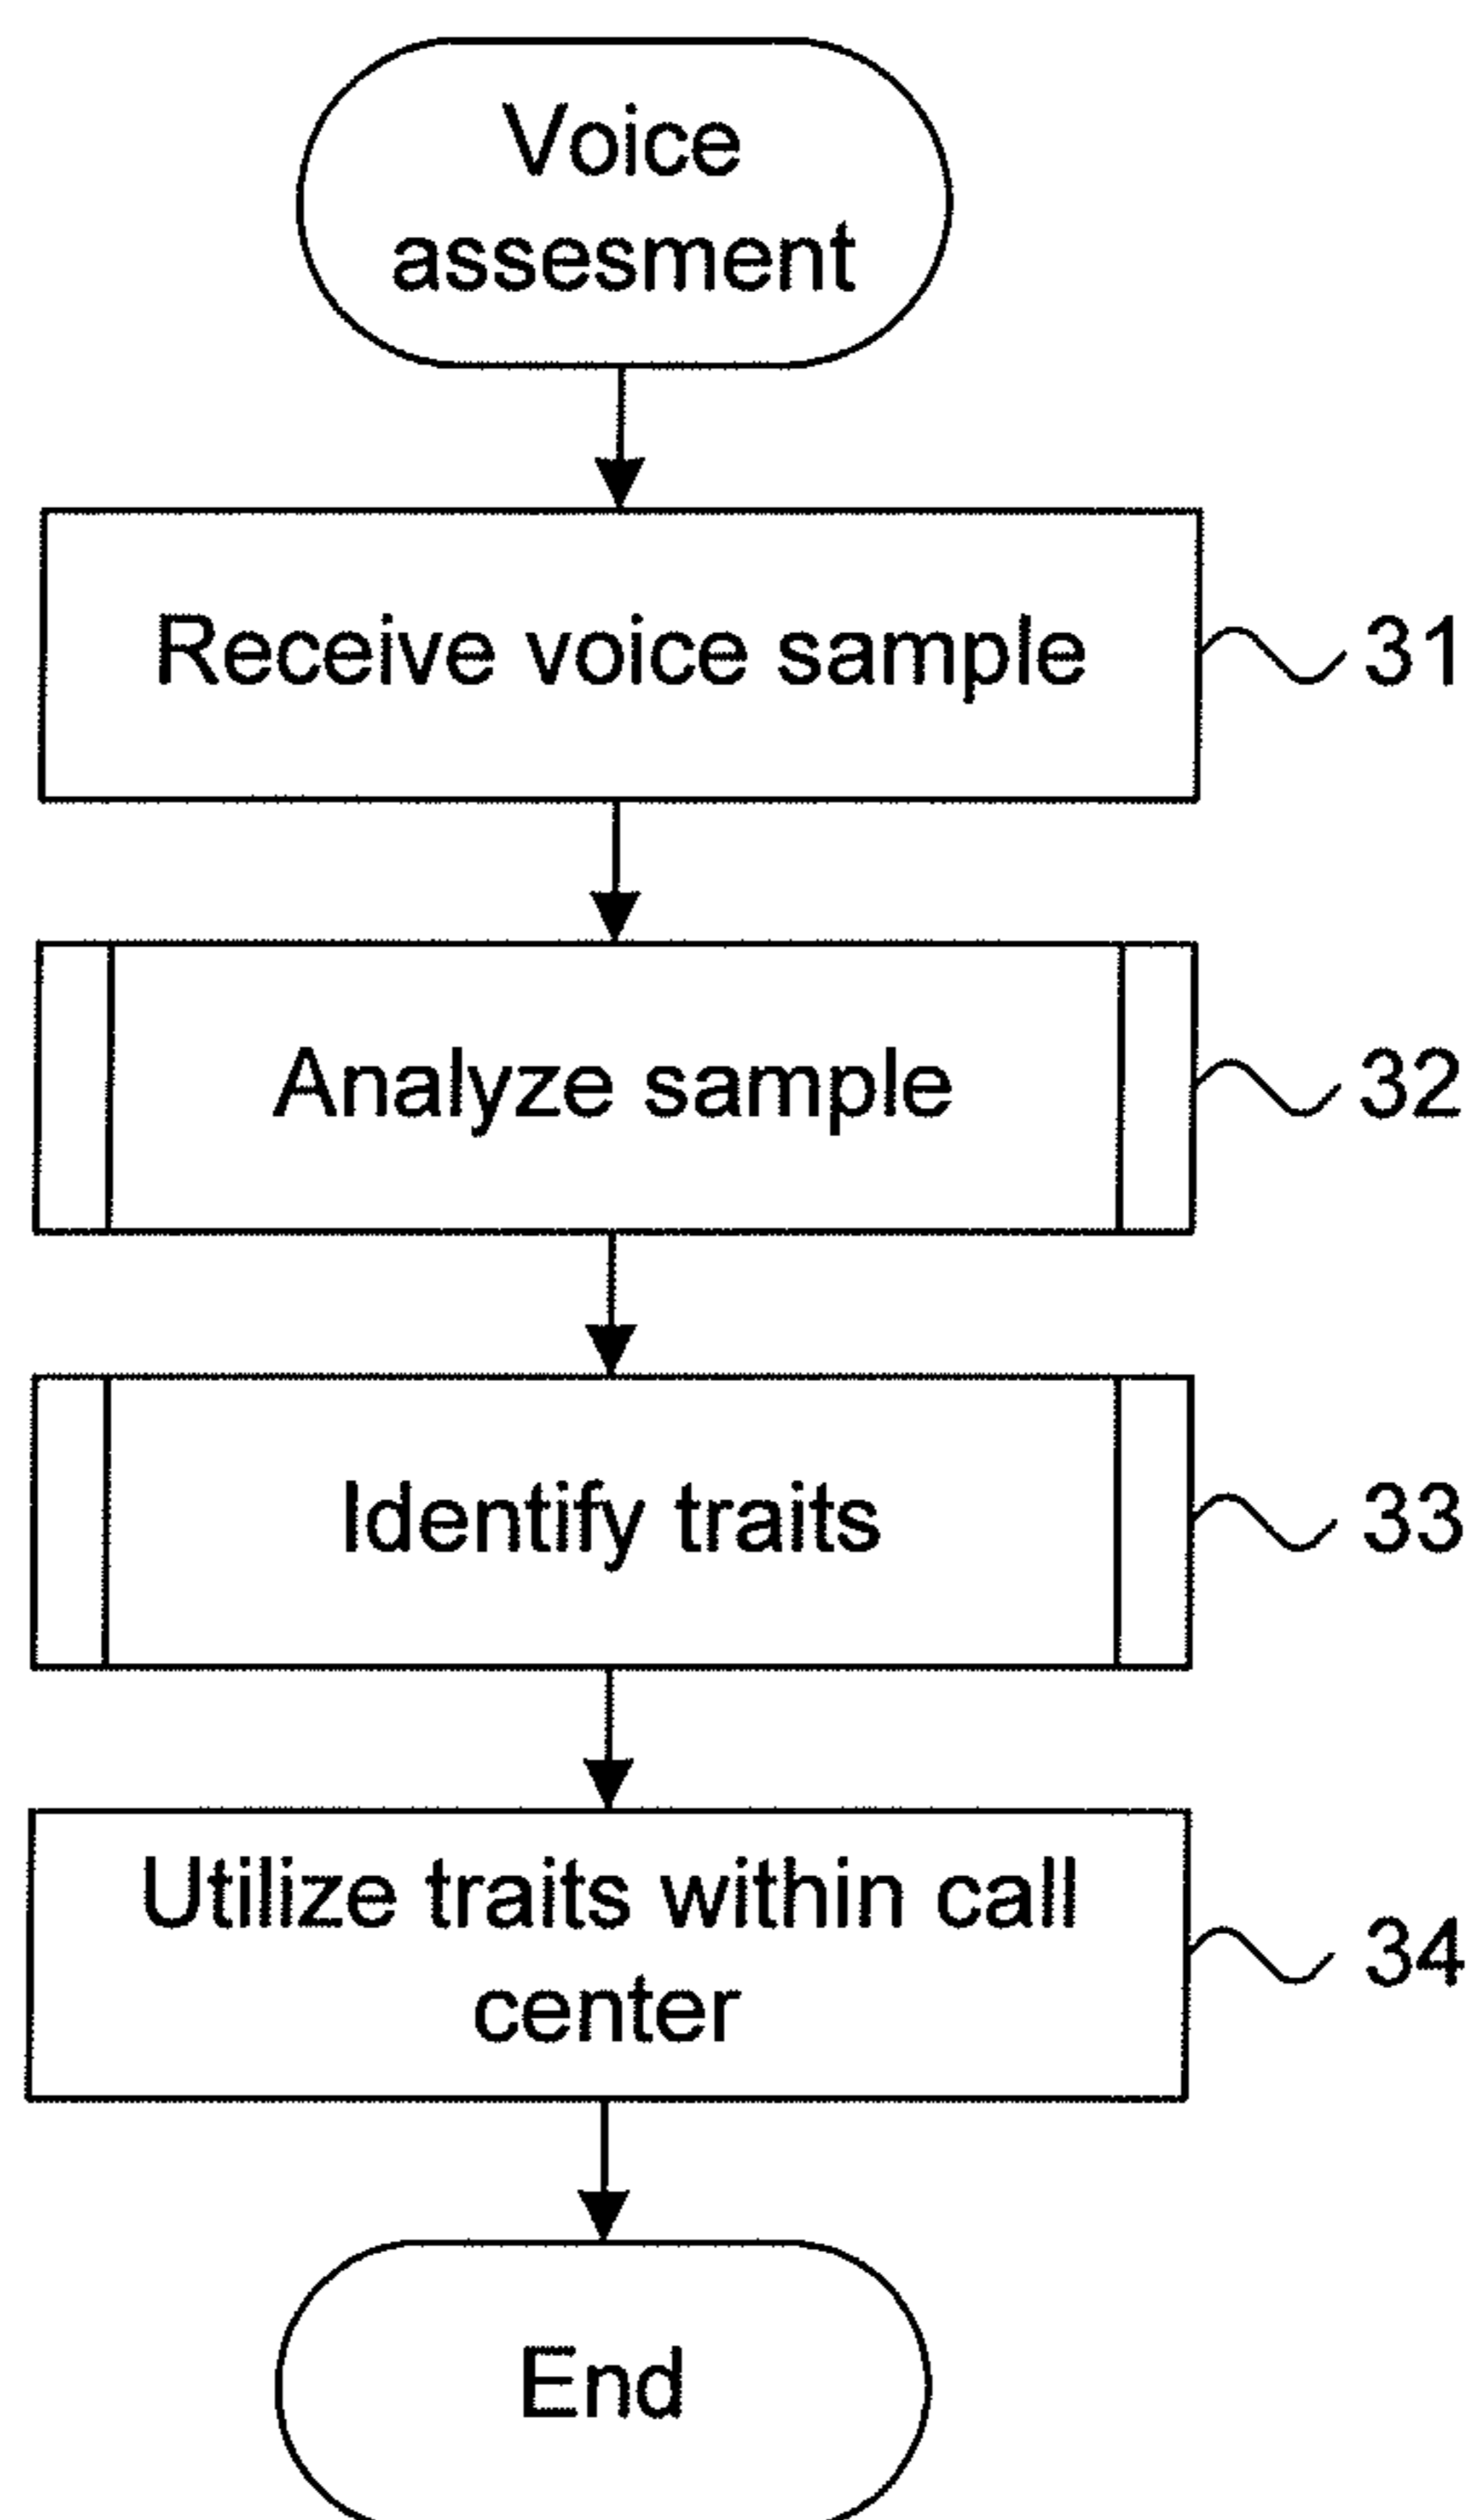 Voice
assesment
Receive voice sample
31
Analyze sample
32
Identify traits
33
Utilize traits within call
center
34
End